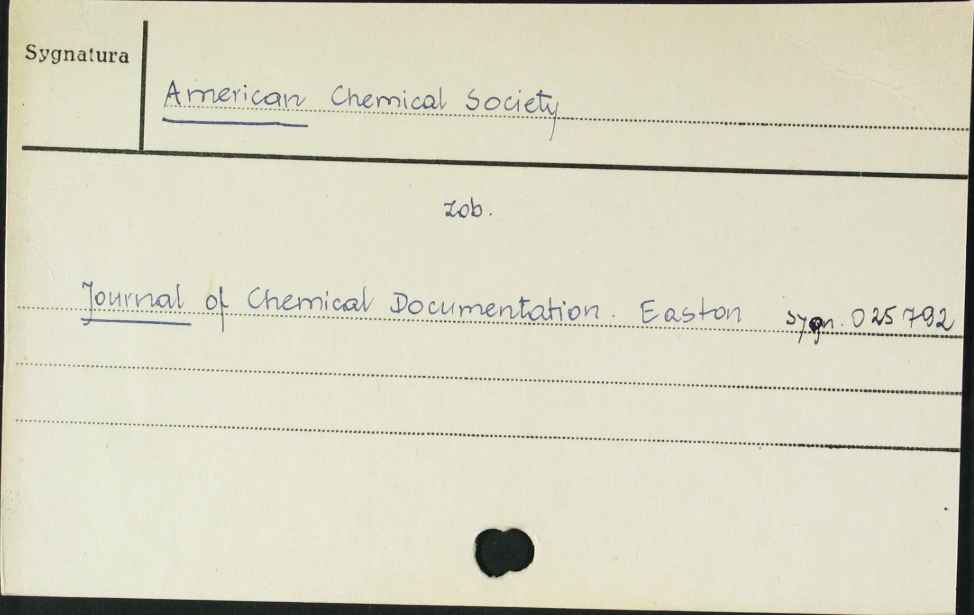 Sygnatura
American Chemical Society
zob.
Journal of Chemical Documentation. Easton sygn. 025792